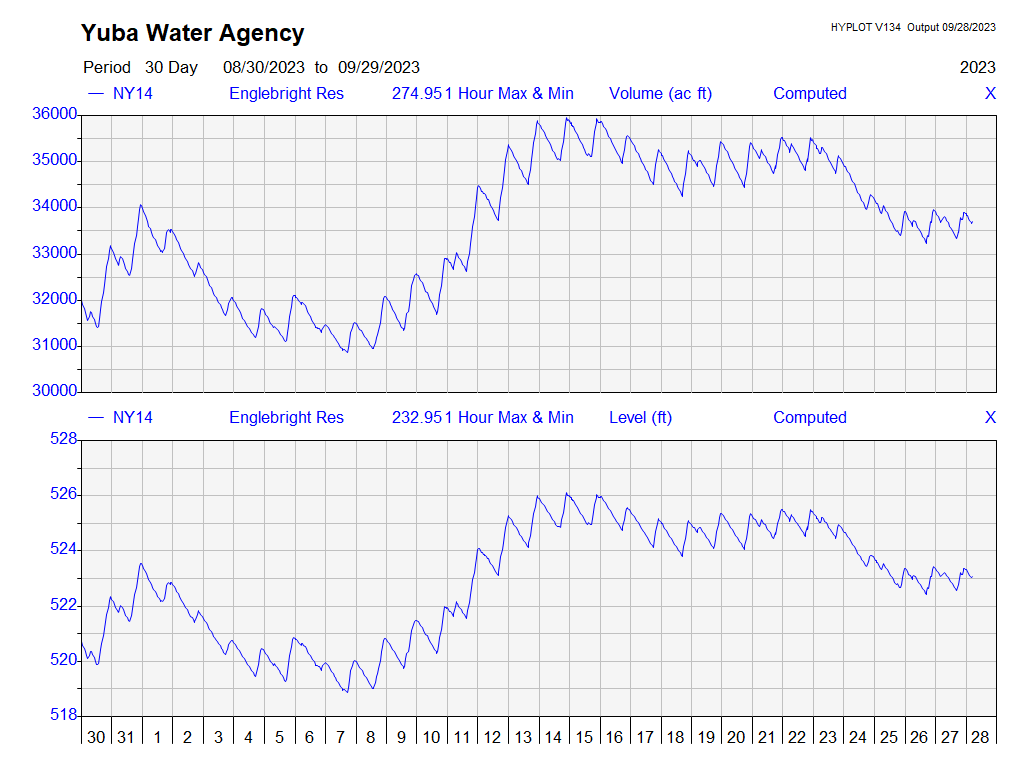 Yuba Water Agency
HYPLOT V134 Output 09/28/2023
Period 30 Day 08/30/2023 to 09/29/2023 2023
NY14 Englebright Res 274.951 Hour Max & Min Volume (ac ft) Computed X
36000
35000
34000
33000
32000
31000
30000
NY14 Englebright Res 232.951 Hour Max & Min Level (ft) Computed X
528
526
524
522
520
518
30 31 1 2 3 4 5 6 7 8 9 10 11 12 13 14 15 16 17 18 19 20 21 22 23 24 25 26 27 28